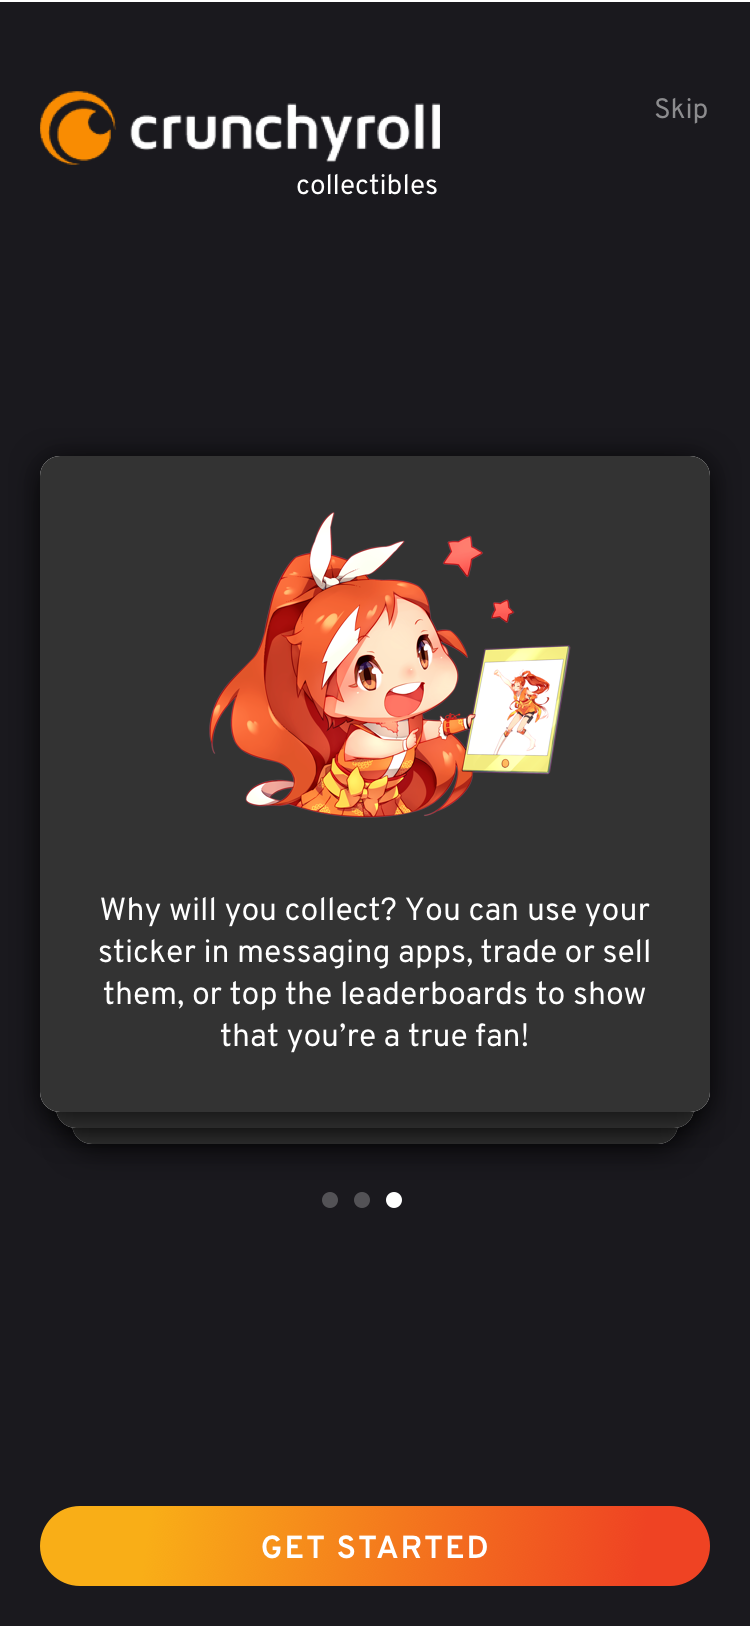 crunchyroll
Skip
collectibles
Why will you collect? You can use your
sticker in messaging apps, trade or sell
them, or top the leaderboards to show
that you’re a true fan!
GET STARTED